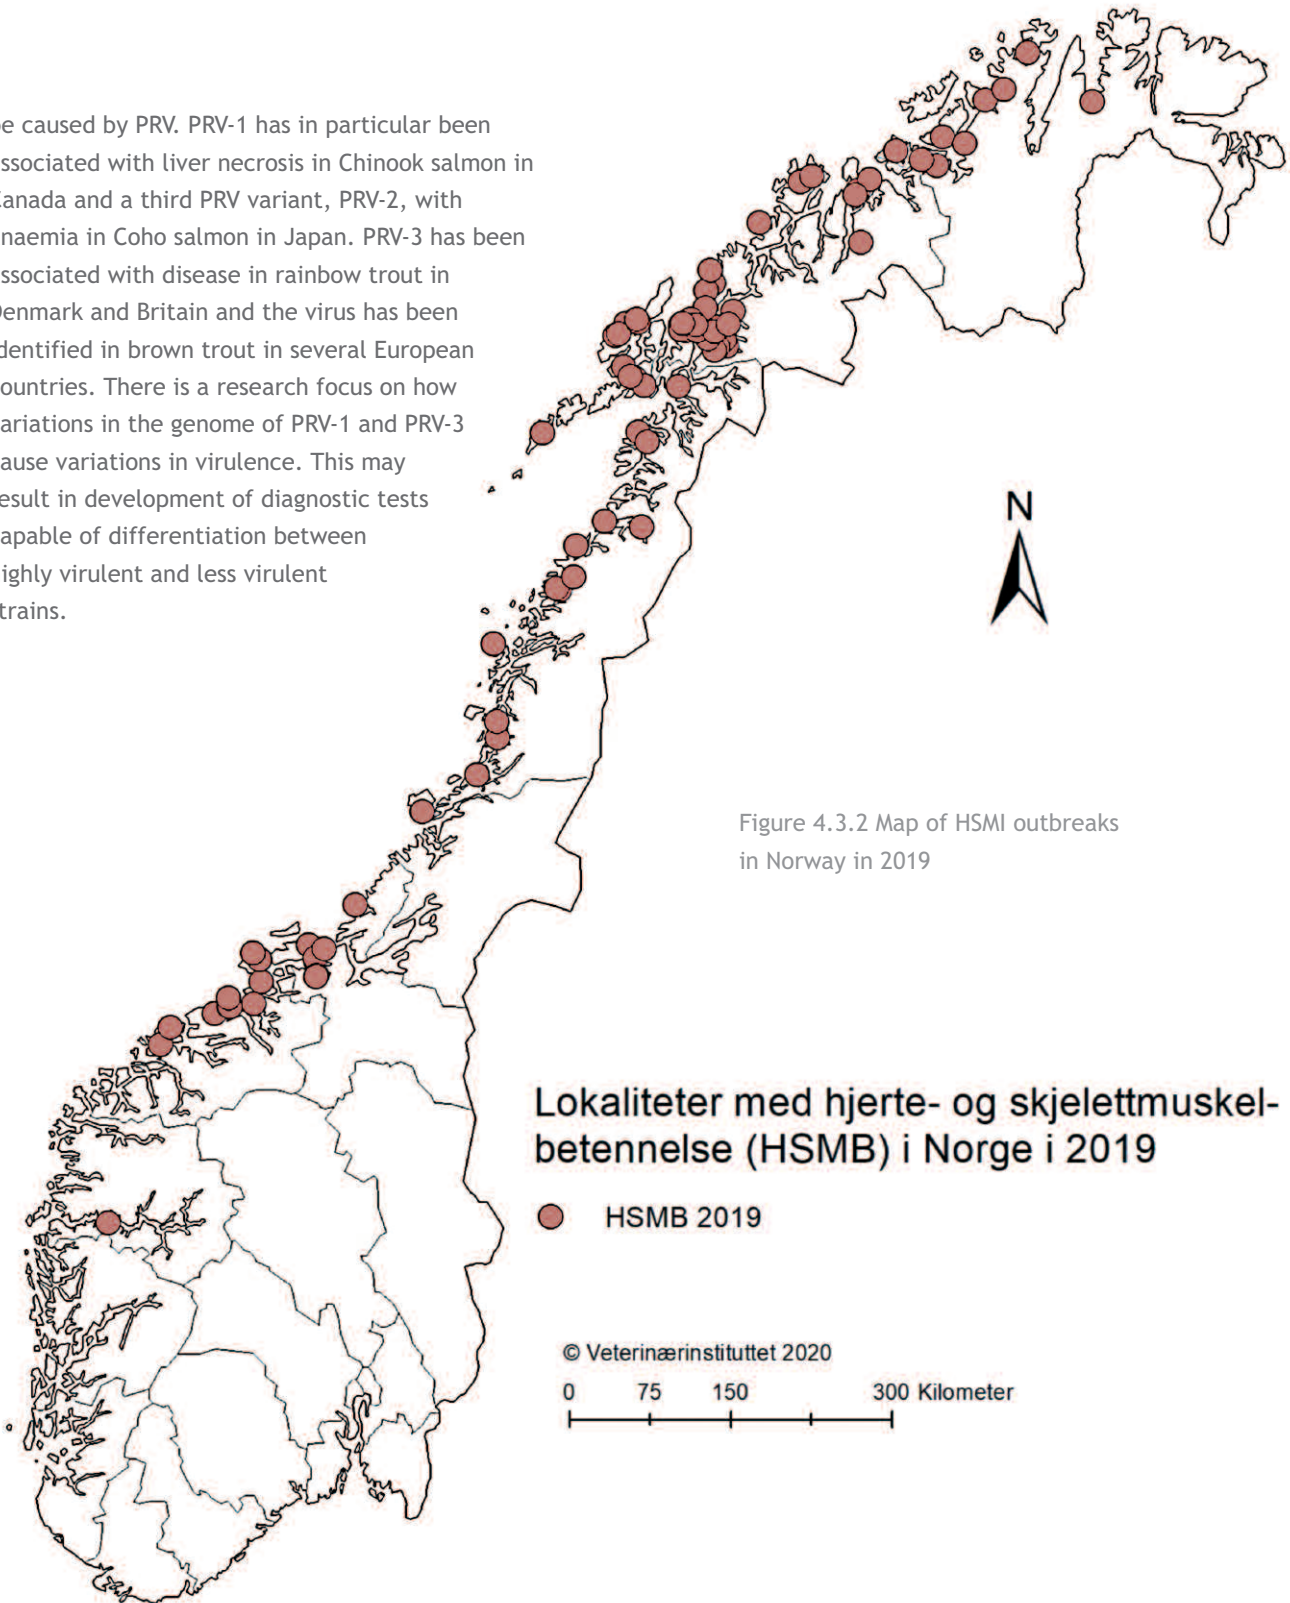 e caused by PRV. PRV-1 has in particular been
ssociated with liver necrosis in Chinook salmon in
anada and a third PRV variant, PRV-2, with
naemia in Coho salmon in Japan. PRV-3 has been
ssociated with disease in rainbow trout in
enmark and Britain and the virus has been
dentified in brown trout in several European
ountries. There is a research focus on how
ariations in the genome of PRV-1 and PRV-3
ause variations in virulence. This may
esult in development of diagnostic tests
apable of differentiation between
ighly virulent and less virulent
trains.
N
Figure 4.3.2 Map of HSMI outbreaks
in Norway in 2019
Lokaliteter med hjerte- og skjelettmuskel-
betennelse (HSMB) i Norge i 2019
HSMB 2019
© Veterinærinstituttet 2020
0 75 150 300 Kilometer